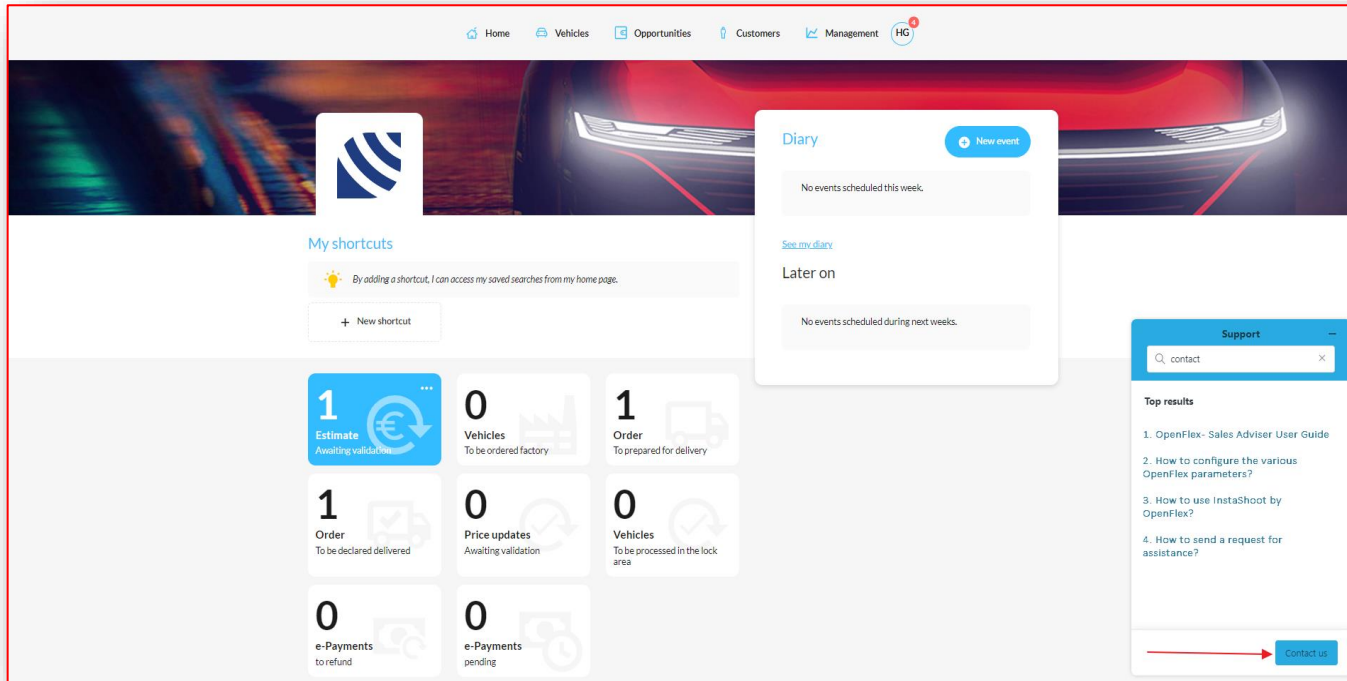 Home Vehicles Opportunities Customers Management HG 4
Diary
New event
No events scheduled this week.
See my diary
Later on
No events scheduled during next weeks.
My shortcuts
By adding a shortcut, I can access my saved searches from my home page.
+ New shortcut
1
Estimate
Awaiting validation
0
Vehicles
To be ordered factory
1
Order
To prepared for delivery
1
Order
To be declared delivered
0
Price updates
Awaiting validation
0
Vehicles
To be processed in the lock
area
0
e-Payments
to refund
0
e-Payments
pending
Support
contact
Top results
1. OpenFlex- Sales Adviser User Guide
2. How to configure the various
OpenFlex parameters?
3. How to use InstaShoot by
OpenFlex?
4. How to send a request for
assistance?
Contact us